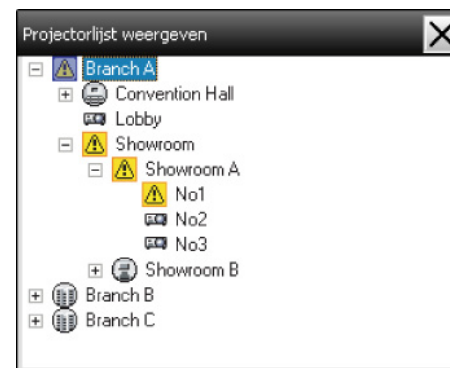 Projectorlijst weergeven
Branch A
Convention Hall
Lobby
Showroom
Showroom A
No1
No2
No3
Showroom B
Branch B
Branch C